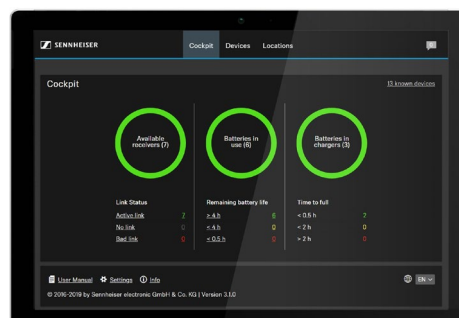 SENNHEISER
Cockpit Devices Locations
Cockpit
13 known devices
Available receivers (7)
Batteries in use (6)
Batteries in chargers (3)
Link Status
Active link 7
No link 0
Bad link 0
Remaining battery life
≥ 4 h 6
< 4 h 0
< 0.5 h 0
Time to full
< 0.5 h
< 2 h 0
> 2 h 0
User Manual Settings Info
EN
© 2016-2019 by Sennheiser electronic GmbH & Co. KG | Version 3.1.0